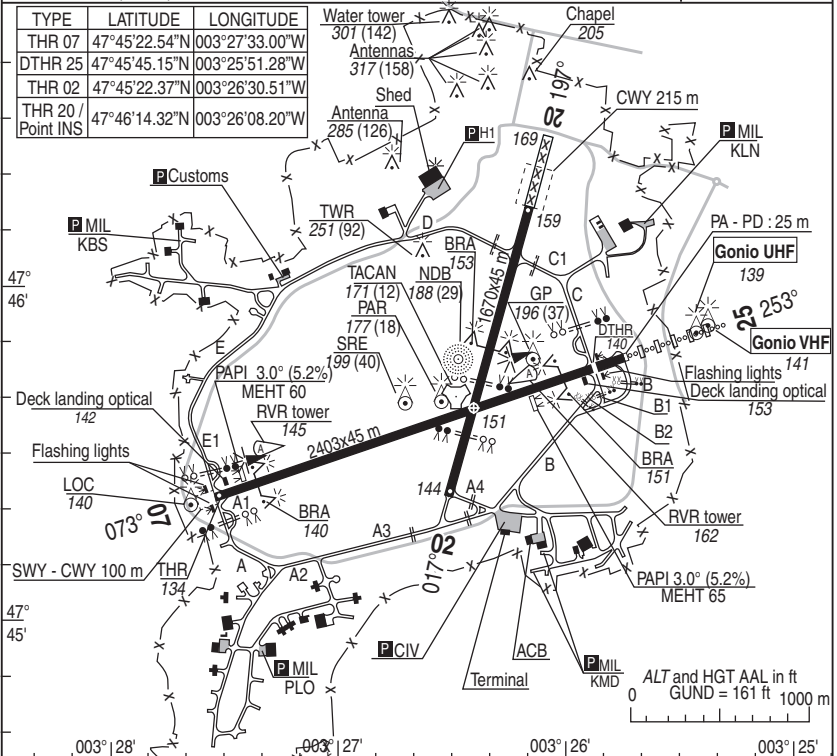 TYPE LATITUDE LONGITUDE
THR 07 47°45'22.54"N 003°27'33.00"W
DTHR 25 47°45'45.15"N 003°25'51.28"W
THR 02 47°45'22.37"N 003°26'30.51"W
THR 20 / Point INS 47°46'14.32"N 003°26'08.20"W
Water tower
301 (142)
Antennas
317 (158)
Chapel
205
Shed
Antenna
285 (126)
P H1
20 197°
CWY 215 m
169
P MIL
KLN
P Customs
159
P MIL
KBS
TWR
251 (92)
D
BRA
153
C1
PA - PD : 25 m
Gonio UHF
139
47°
46'
TACAN
171 (12)
NDB
188 (29)
1670x45 m
GP
196 (37)
C
PAR
177 (18)
DTHR
140
25 253°
SRE
199 (40)
Gonio VHF
141
E
PAPI 3.0° (5.2%)
MEHT 60
A
B
Flashing lights
Deck landing optical
153
Deck landing optical
142
RVR tower
145
151
B1
B2
E1
A
2403x45 m
Flashing lights
BRA
151
B
LOC
140
A1
144
A4
RVR tower
162
073° 07
BRA
140
A3
02
017°
SWY - CWY 100 m
THR
134
A
A2
PAPI 3.0° (5.2%)
MEHT 65
47°
45'
P CIV
ACB
P MIL
KMD
P MIL
PLO
Terminal
ALT and HGT AAL in ft
GUND = 161 ft
0 1000 m
003° 28' 003° 27' 003° 26' 003° 25'